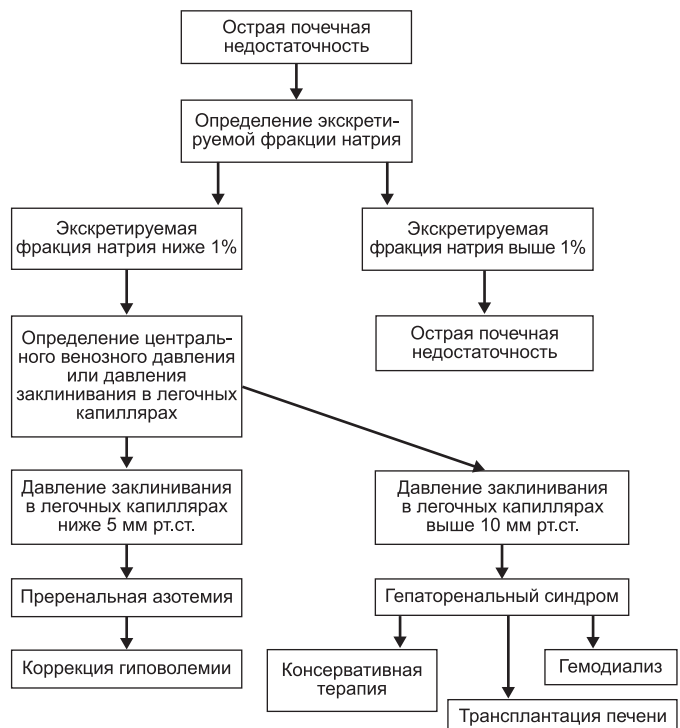 Острая почечная
недостаточность
Определение экскрети-
руемой фракции натрия
Экскретируемая
фракция натрия ниже 1%
Экскретируемая
фракция натрия выше 1%
Определение централь-
ного венозного давления
или давления
заклинивания в легочных
капиллярах
Острая почечная
недостаточность
Давление заклинивания
в легочных капиллярах
ниже 5 мм рт.ст.
Давление заклинивания
в легочных капиллярах
выше 10 мм рт.ст.
Преренальная азотемия
Гепаторенальный синдром
Коррекция гиповолемии
Консервативная
терапия
Гемодиализ
Трансплантация печени